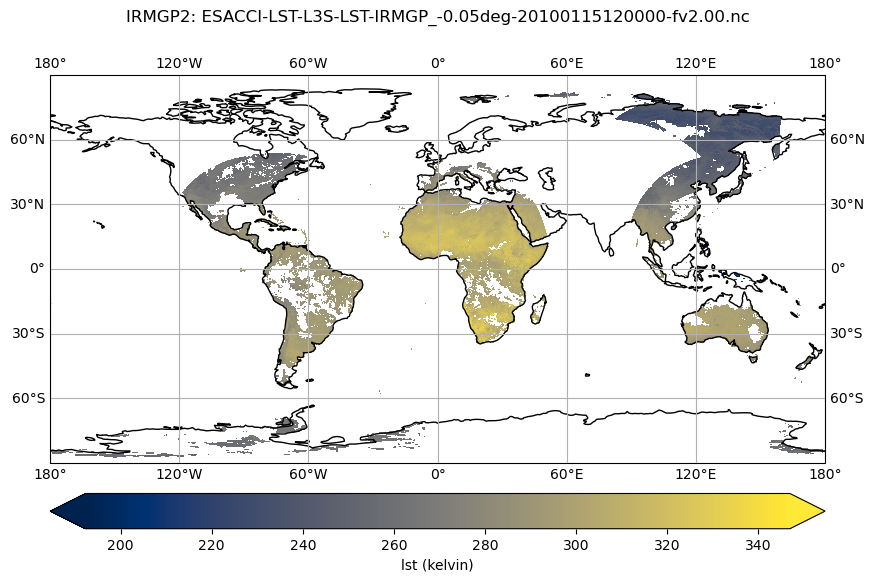 IRMGP2: ESACCI-LST-L3S-LST-IRMGP_-0.05deg-20100115120000-fv2.00.nc
180° 120°W 60°W 0° 60°E 120°E 180°
60°N 60°N
30°N 30°N
0° 0°
30°S 30°S
60°S 60°S
180° 120°W 60°W 0° 60°E 120°E 180°
200 220 240 260 280 300 320 340
lst (kelvin)